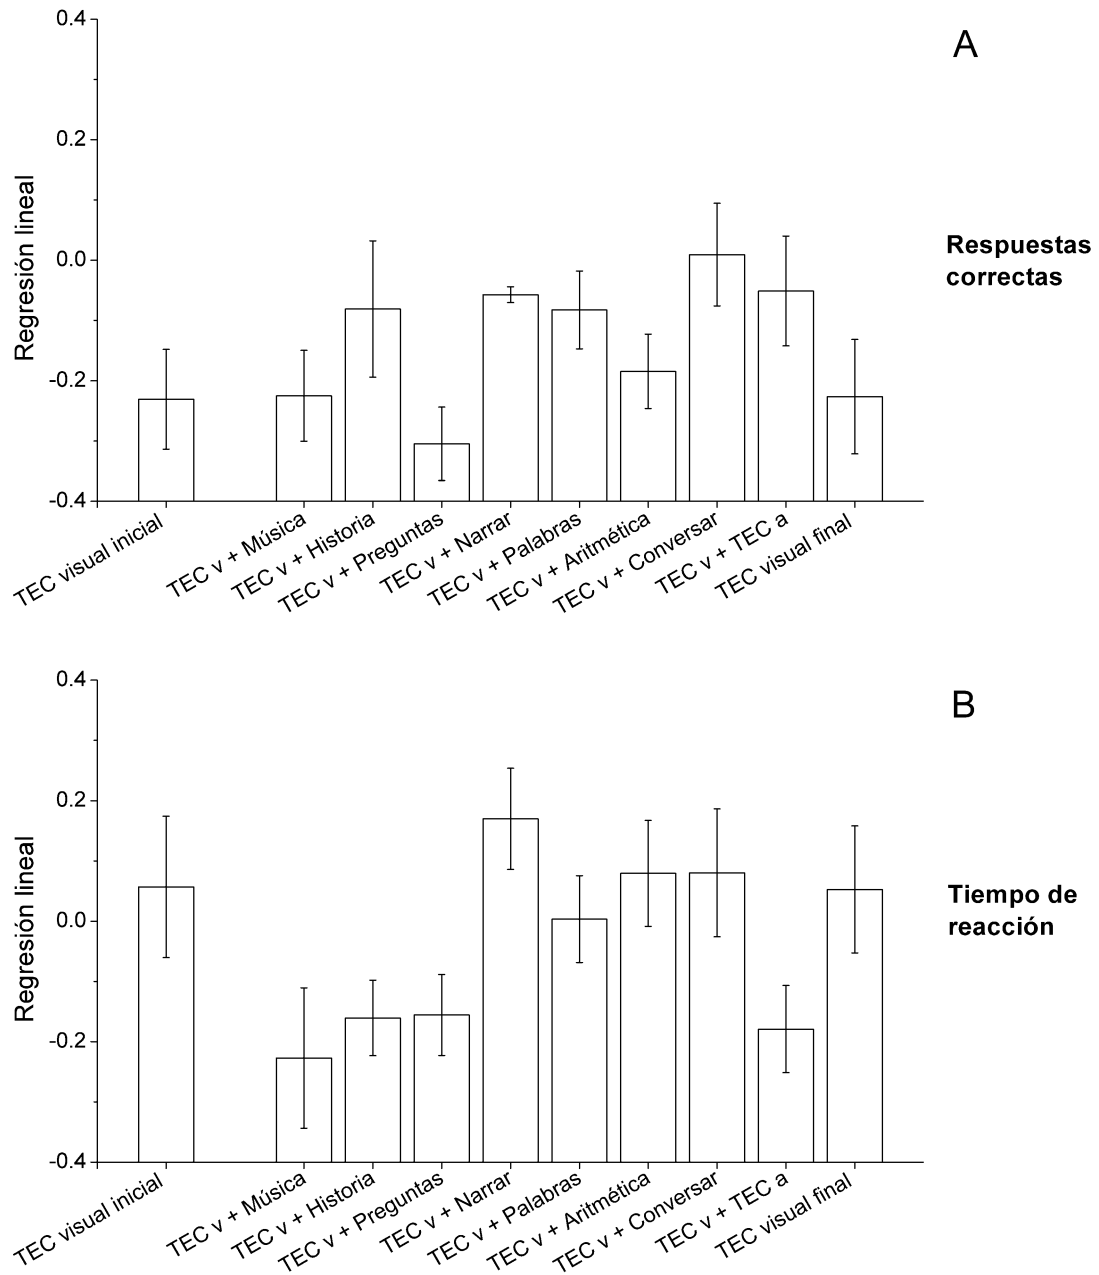 A
0.4
0.2
0.0
-0.2
-0.4
Regresión lineal
Respuestas
correctas
TEC visual inicial
TEC v + Música
TEC v + Historia
TEC v + Preguntas
TEC v + Narrar
TEC v + Palabras
TEC v + Aritmética
TEC v + Conversar
TEC v + TEC a
TEC visual final
B
0.4
0.2
0.0
-0.2
-0.4
Regresión lineal
Tiempo de
reacción
TEC visual inicial
TEC v + Música
TEC v + Historia
TEC v + Preguntas
TEC v + Narrar
TEC v + Palabras
TEC v + Aritmética
TEC v + Conversar
TEC v + TEC a
TEC visual final